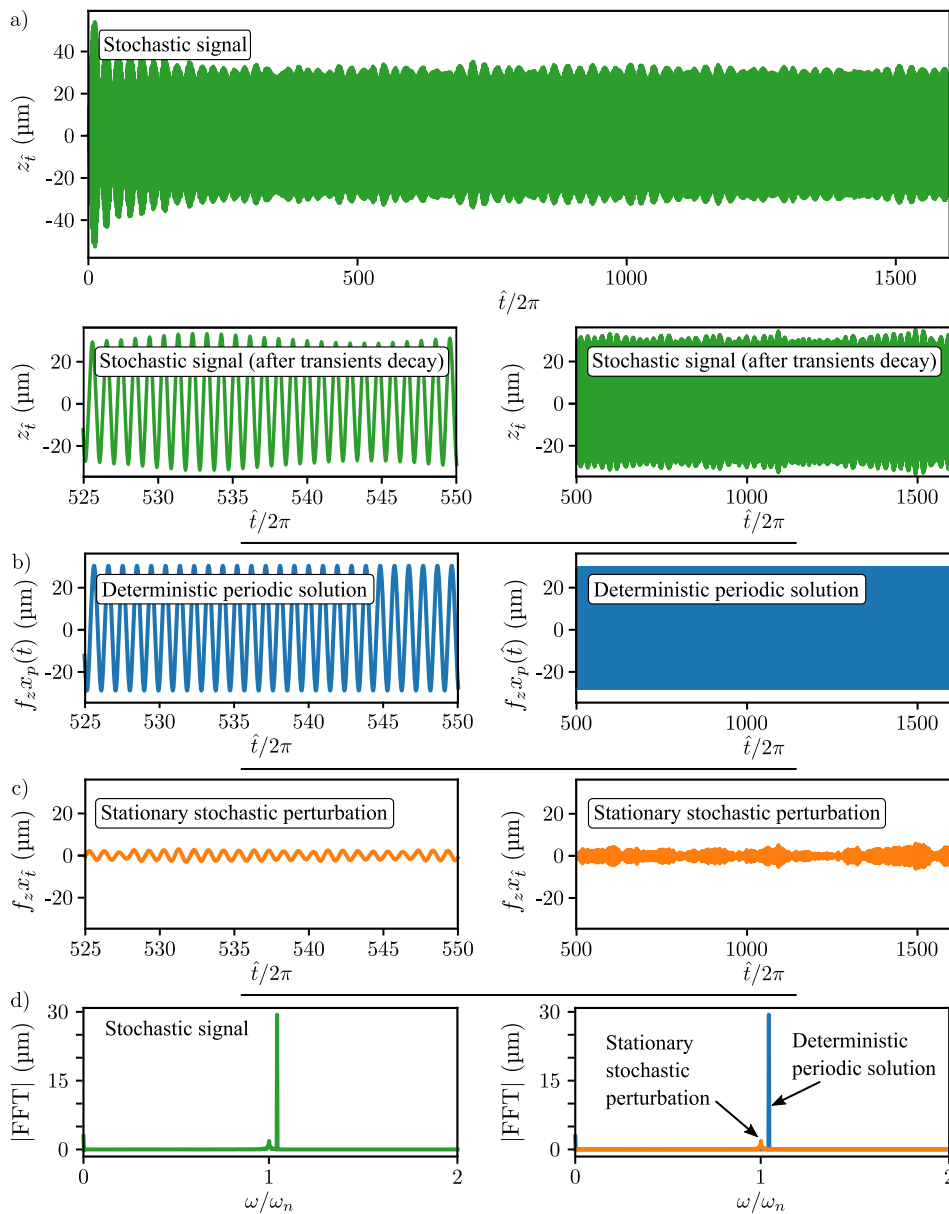 a)
Stochastic signal
40
20
0
-20
-40
z_t̂ (μm)
0 500 1000 1500
t̂/2π
Stochastic signal (after transients decay)
20
0
-20
z_t̂ (μm)
525 530 535 540 545 550
t̂/2π
Stochastic signal (after transients decay)
20
0
-20
z_t̂ (μm)
500 1000 1500
t̂/2π
b)
Deterministic periodic solution
20
0
-20
f_z x_p(t̂) (μm)
525 530 535 540 545 550
t̂/2π
Deterministic periodic solution
20
0
-20
f_z x_p(t̂) (μm)
500 1000 1500
t̂/2π
c)
Stationary stochastic perturbation
20
0
-20
f_z x_t̂ (μm)
525 530 535 540 545 550
t̂/2π
Stationary stochastic perturbation
20
0
-20
f_z x_t̂ (μm)
500 1000 1500
t̂/2π
d)
Stochastic signal
30
15
0
|FFT| (μm)
0 1 2
ω/ω_n
Stationary
stochastic
perturbation
Deterministic
periodic solution
30
15
0
|FFT| (μm)
0 1 2
ω/ω_n